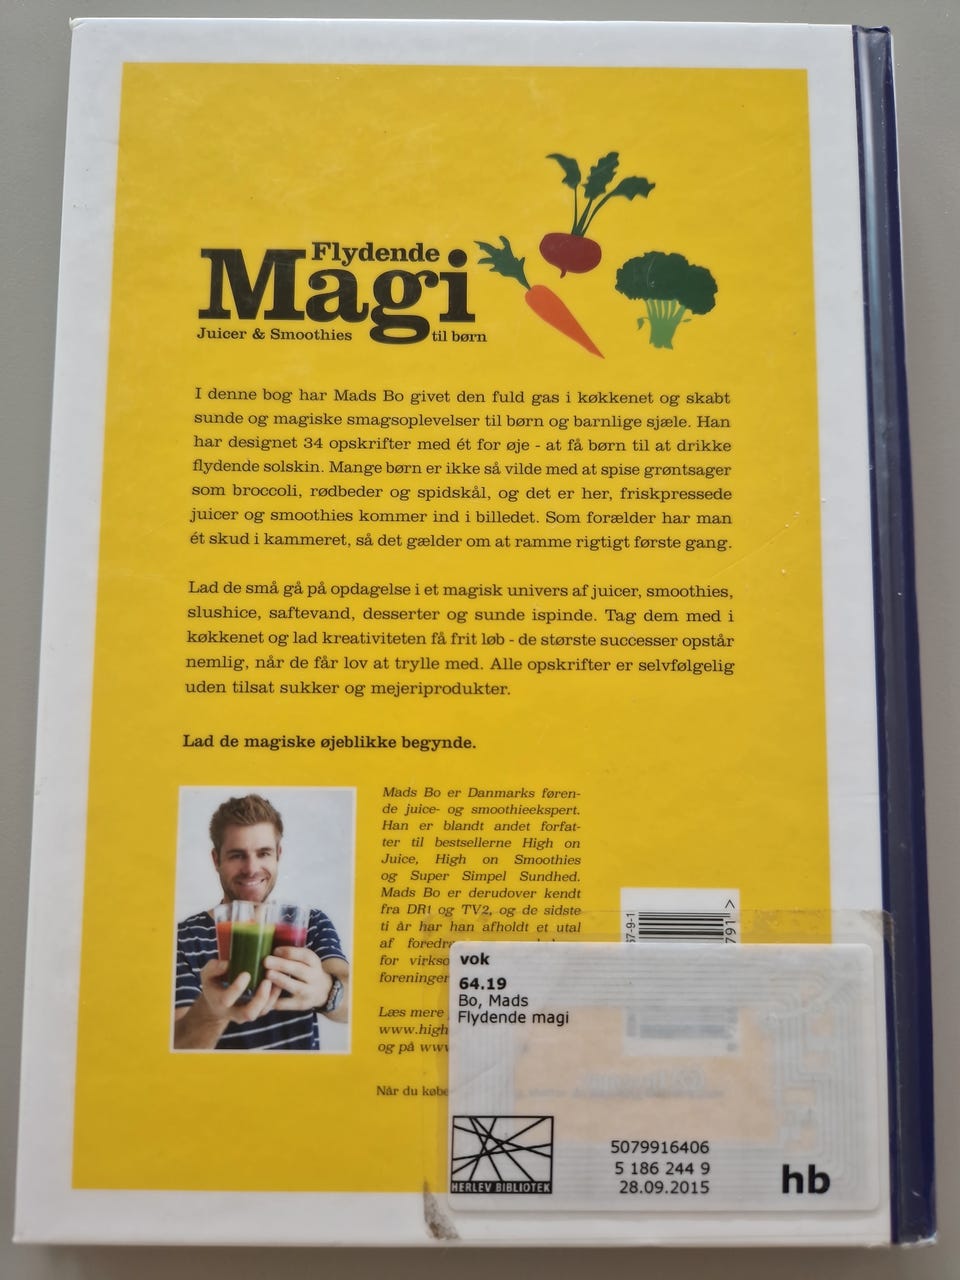 Flydende
Magi
Juicer & Smoothies til børn
I denne bog har Mads Bo givet den fuld gas i køkkenet og skabt
sunde og magiske smagsoplevelser til børn og barnlige sjæle. Han
har designet 34 opskrifter med ét for øje - at få børn til at drikke
flydende solskin. Mange børn er ikke så vilde med at spise grøntsager
som broccoli, rødbeder og spidskål, og det er her, friskpressede
juicer og smoothies kommer ind i billedet. Som forælder har man
ét skud i kammeret, så det gælder om at ramme rigtigt første gang.
Lad de små gå på opdagelse i et magisk univers af juicer, smoothies,
slushice, saftevand, desserter og sunde ispinde. Tag dem med i
køkkenet og lad kreativiteten få frit løb - de største successer opstår
nemlig, når de får lov at trylle med. Alle opskrifter er selvfølgelig
uden tilsat sukker og mejeriprodukter.
Lad de magiske øjeblikke begynde.
Mads Bo er Danmarks føren-
de juice- og smoothieekspert.
Han er blandt andet forfat-
ter til bestsellerne High on
Juice, High on Smoothies
og Super Simpel Sundhed.
Mads Bo er derudover kendt
fra DR1 og TV2, og de sidste
ti år har han afholdt et utal
af foredra
for virkso
foreninger
Læs mere
www.high
og på www
Når du købe
57-9-1
791 >
vok
64.19
Bo, Mads
Flydende magi
HERLEV BIBLIOTEK
5079916406
5 186 244 9
28.09.2015
hb